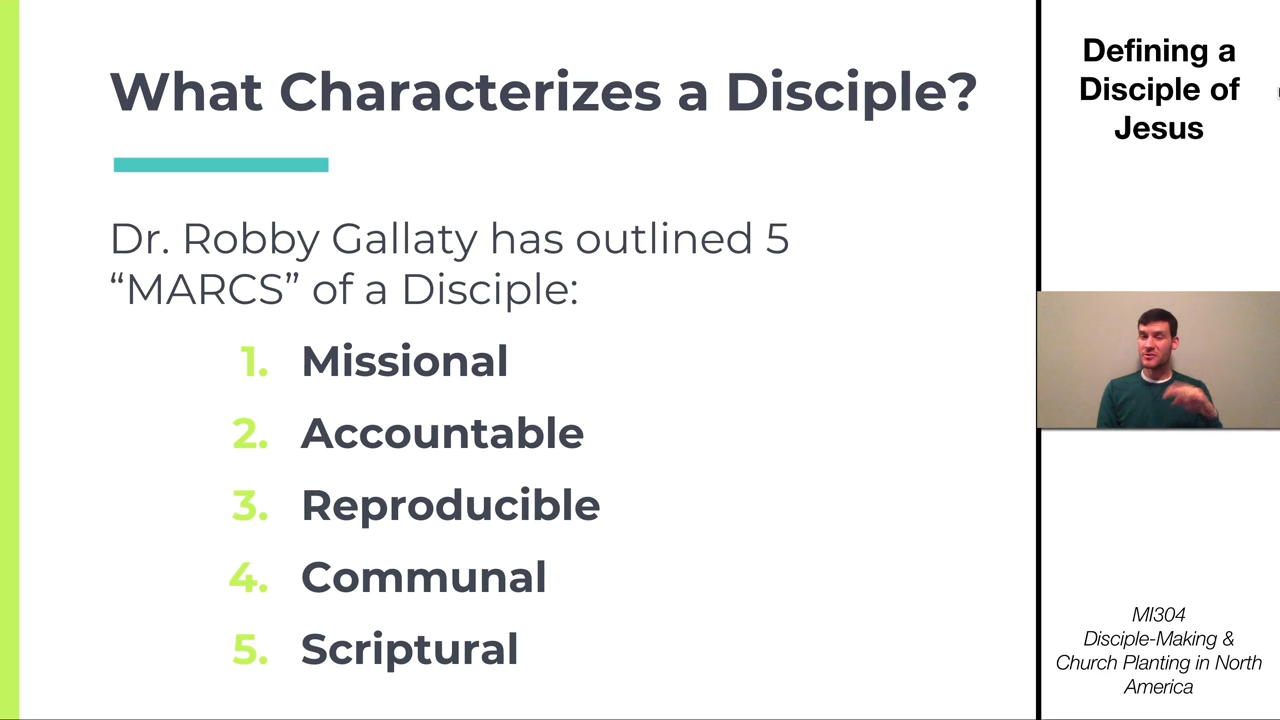 What Characterizes a Disciple?
Dr. Robby Gallaty has outlined 5
“MARCS” of a Disciple:
1. Missional
2. Accountable
3. Reproducible
4. Communal
5. Scriptural
Defining a
Disciple of
Jesus
MI304
Disciple-Making &
Church Planting in North
America